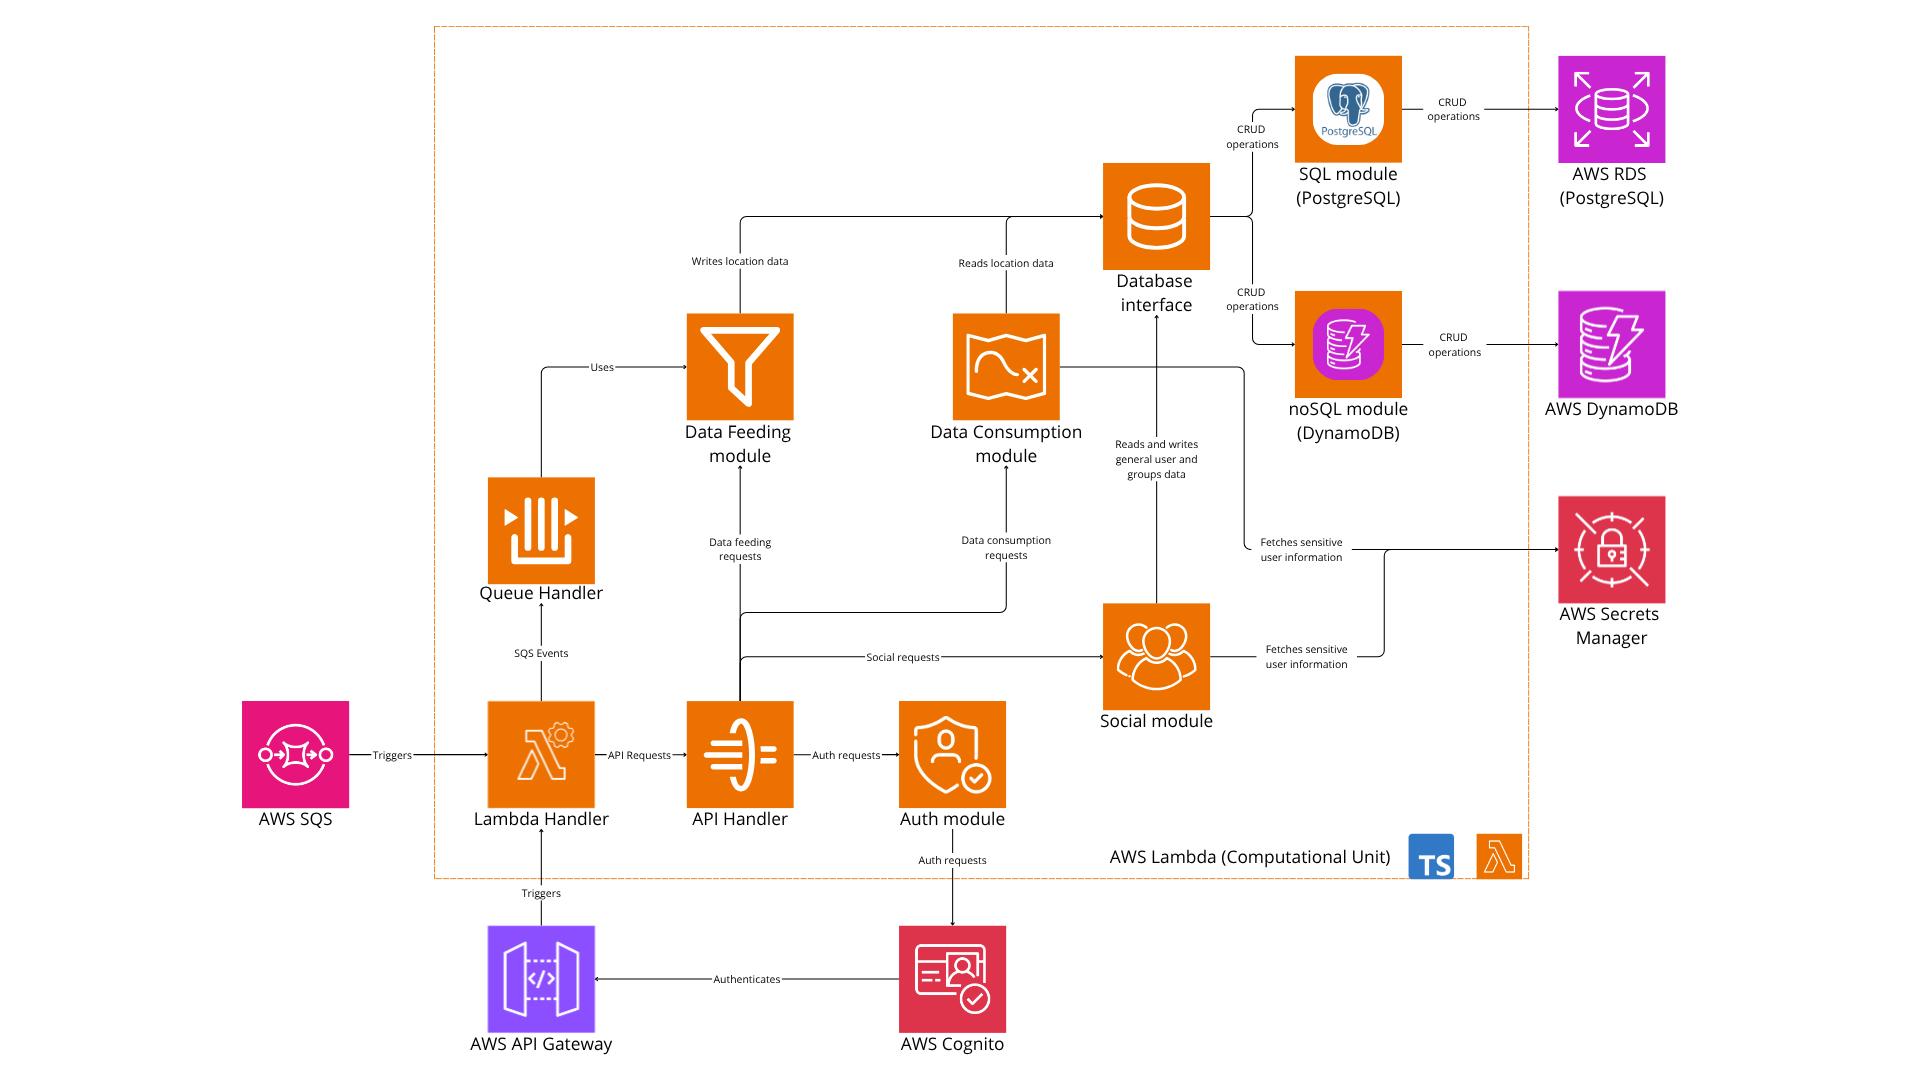 PostgreSQL
CRUD
operations
SQL module
(PostgreSQL)
AWS RDS
(PostgreSQL)
CRUD
operations
Database
interface
Writes location data
Reads location data
CRUD
operations
CRUD
operations
noSQL module
(DynamoDB)
AWS DynamoDB
Uses
Data Feeding
module
Data Consumption
module
Reads and writes
general user and
groups data
Data feeding
requests
Data consumption
requests
Fetches sensitive
user information
Queue Handler
AWS Secrets
Manager
SQS Events
Social requests
Fetches sensitive
user information
Social module
Triggers
API Requests
Auth requests
AWS SQS
Lambda Handler
API Handler
Auth module
Auth requests
AWS Lambda (Computational Unit)
TS
Triggers
</>
Authenticates
AWS API Gateway
AWS Cognito